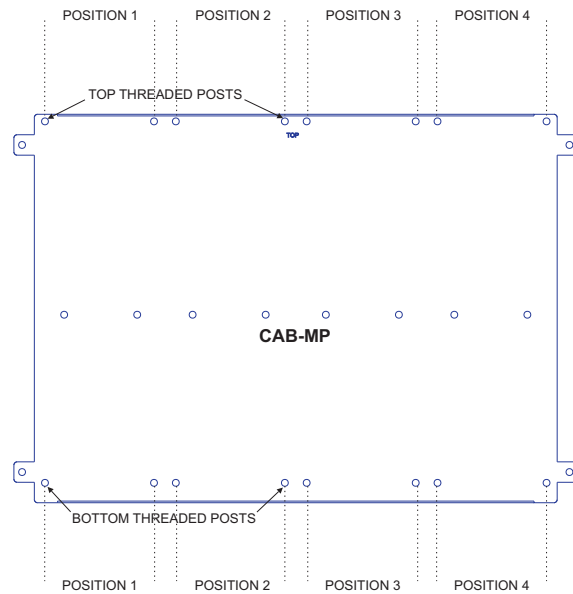 POSITION 1 POSITION 2 POSITION 3 POSITION 4
TOP THREADED POSTS
TOP
CAB-MP
BOTTOM THREADED POSTS
POSITION 1 POSITION 2 POSITION 3 POSITION 4